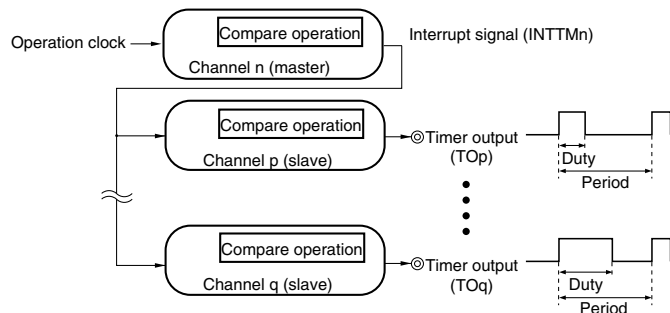 Operation clock
Compare operation
Channel n (master)
Interrupt signal (INTTMn)
Compare operation
Channel p (slave)
Timer output
(TOp)
Duty
Period
Compare operation
Channel q (slave)
Timer output
(TOq)
Duty
Period